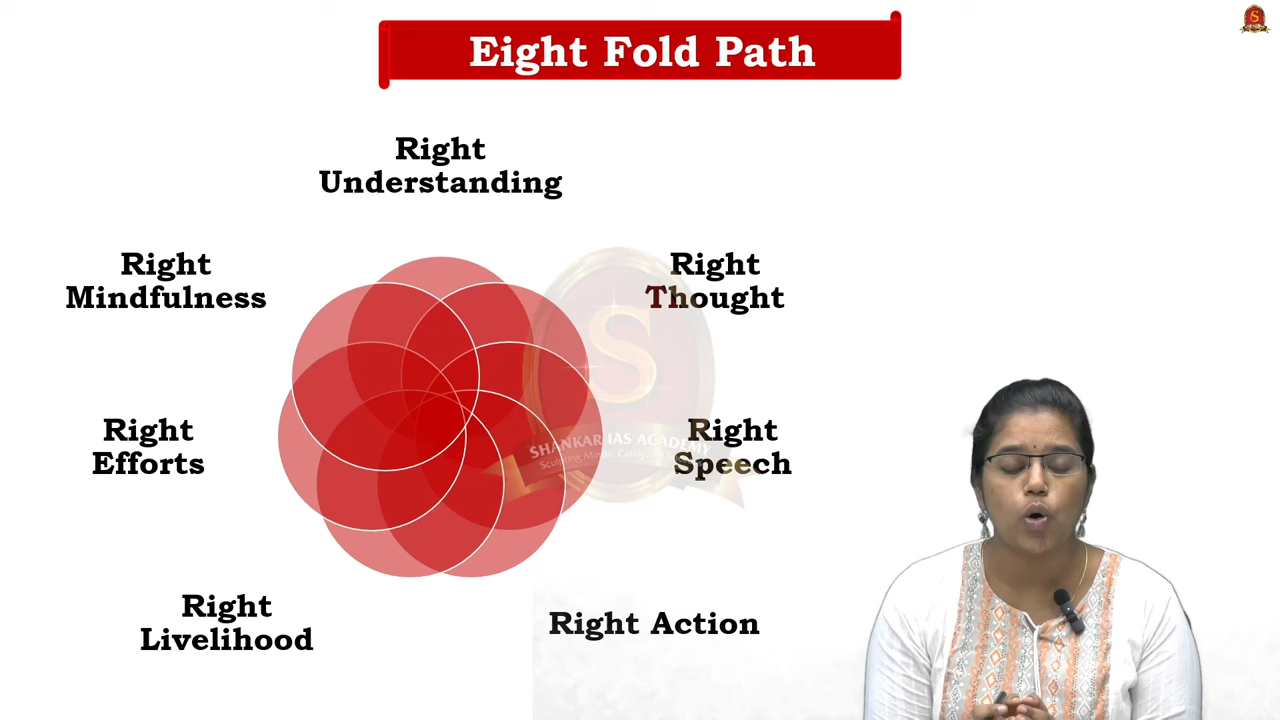 Eight Fold Path
Right
Understanding
Right
Thought
Right
Speech
Right Action
Right
Livelihood
Right
Efforts
Right
Mindfulness
S
SHANKAR IAS ACADEMY